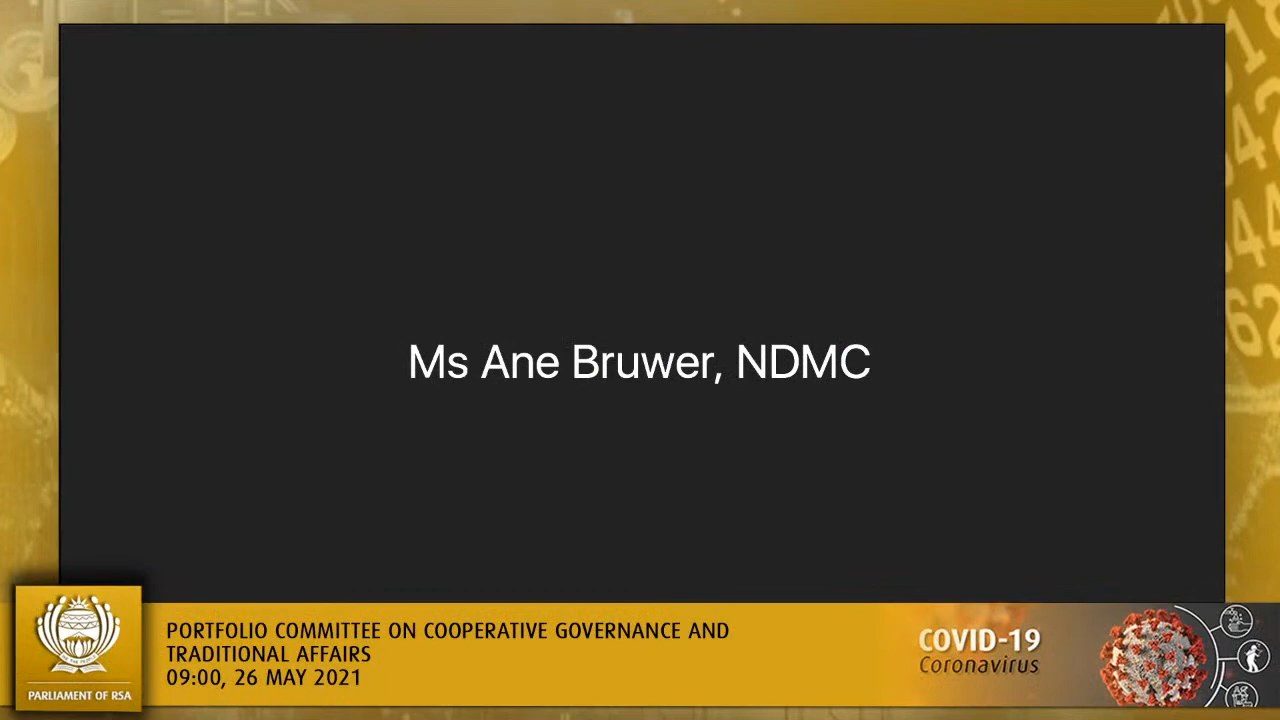 Ms Ane Bruwer, NDMC
PORTFOLIO COMMITTEE ON COOPERATIVE GOVERNANCE AND
TRADITIONAL AFFAIRS
09:00, 26 MAY 2021
PARLIAMENT OF RSA
COVID-19
Coronavirus